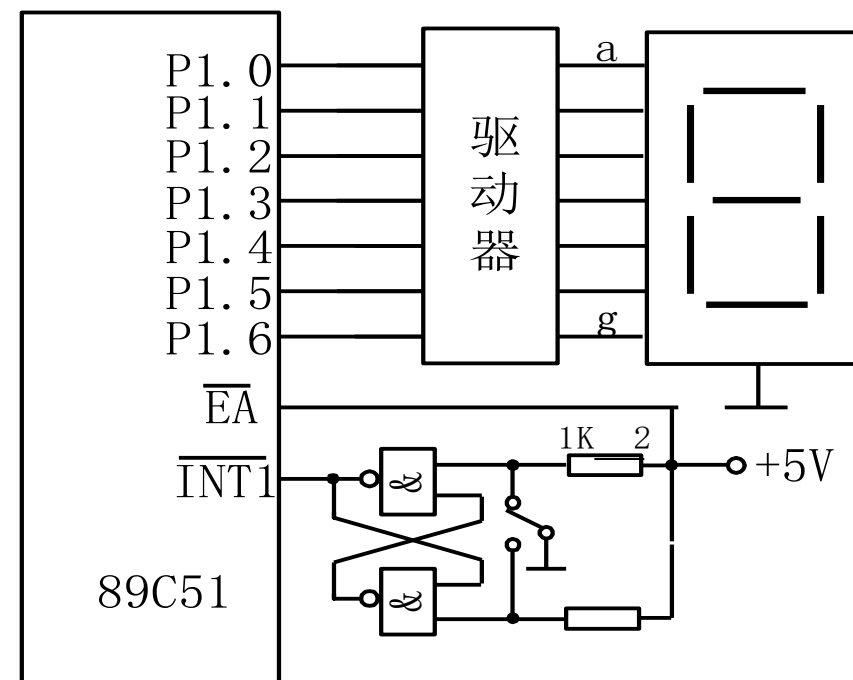 P1.0
P1.1
P1.2
P1.3
P1.4
P1.5
P1.6
驱动器
a
g
EA
1K 2
+5V
INT1
&
&
89C51